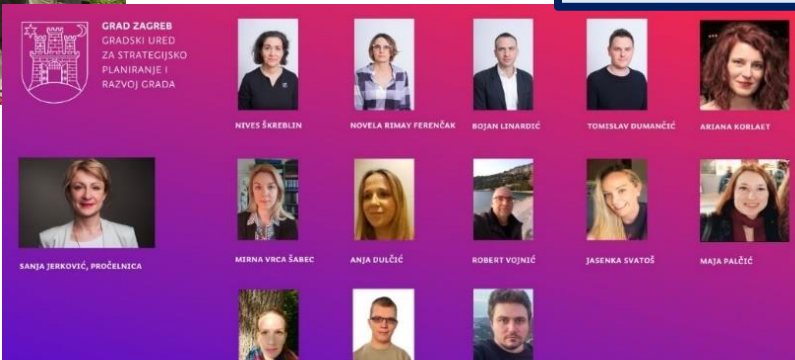 GRAD ZAGREB
GRADSKI URED
ZA STRATEGIJSKO
PLANIRANJE I
RAZVOJ GRADA
NIVES ŠKREBLIN
NOVELA RIMAY FERENČAK
BOJAN LINARDIĆ
TOMISLAV DUMANČIĆ
ARIANA KORLAET
SANJA JERKOVIĆ, PROČELNICA
MIRNA VRCA ŠABEC
ANJA DULČIĆ
ROBERT VOJNIĆ
JASENKA SVATOŠ
MAJA PALČIĆ